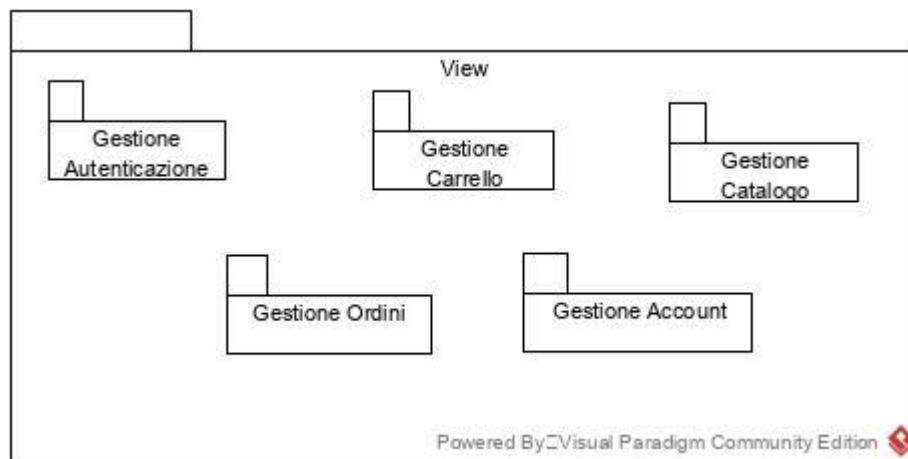 View
Gestione
Autenticazione
Gestione
Carrello
Gestione
Catalogo
Gestione Ordini
Gestione Account
Powered By Visual Paradigm Community Edition